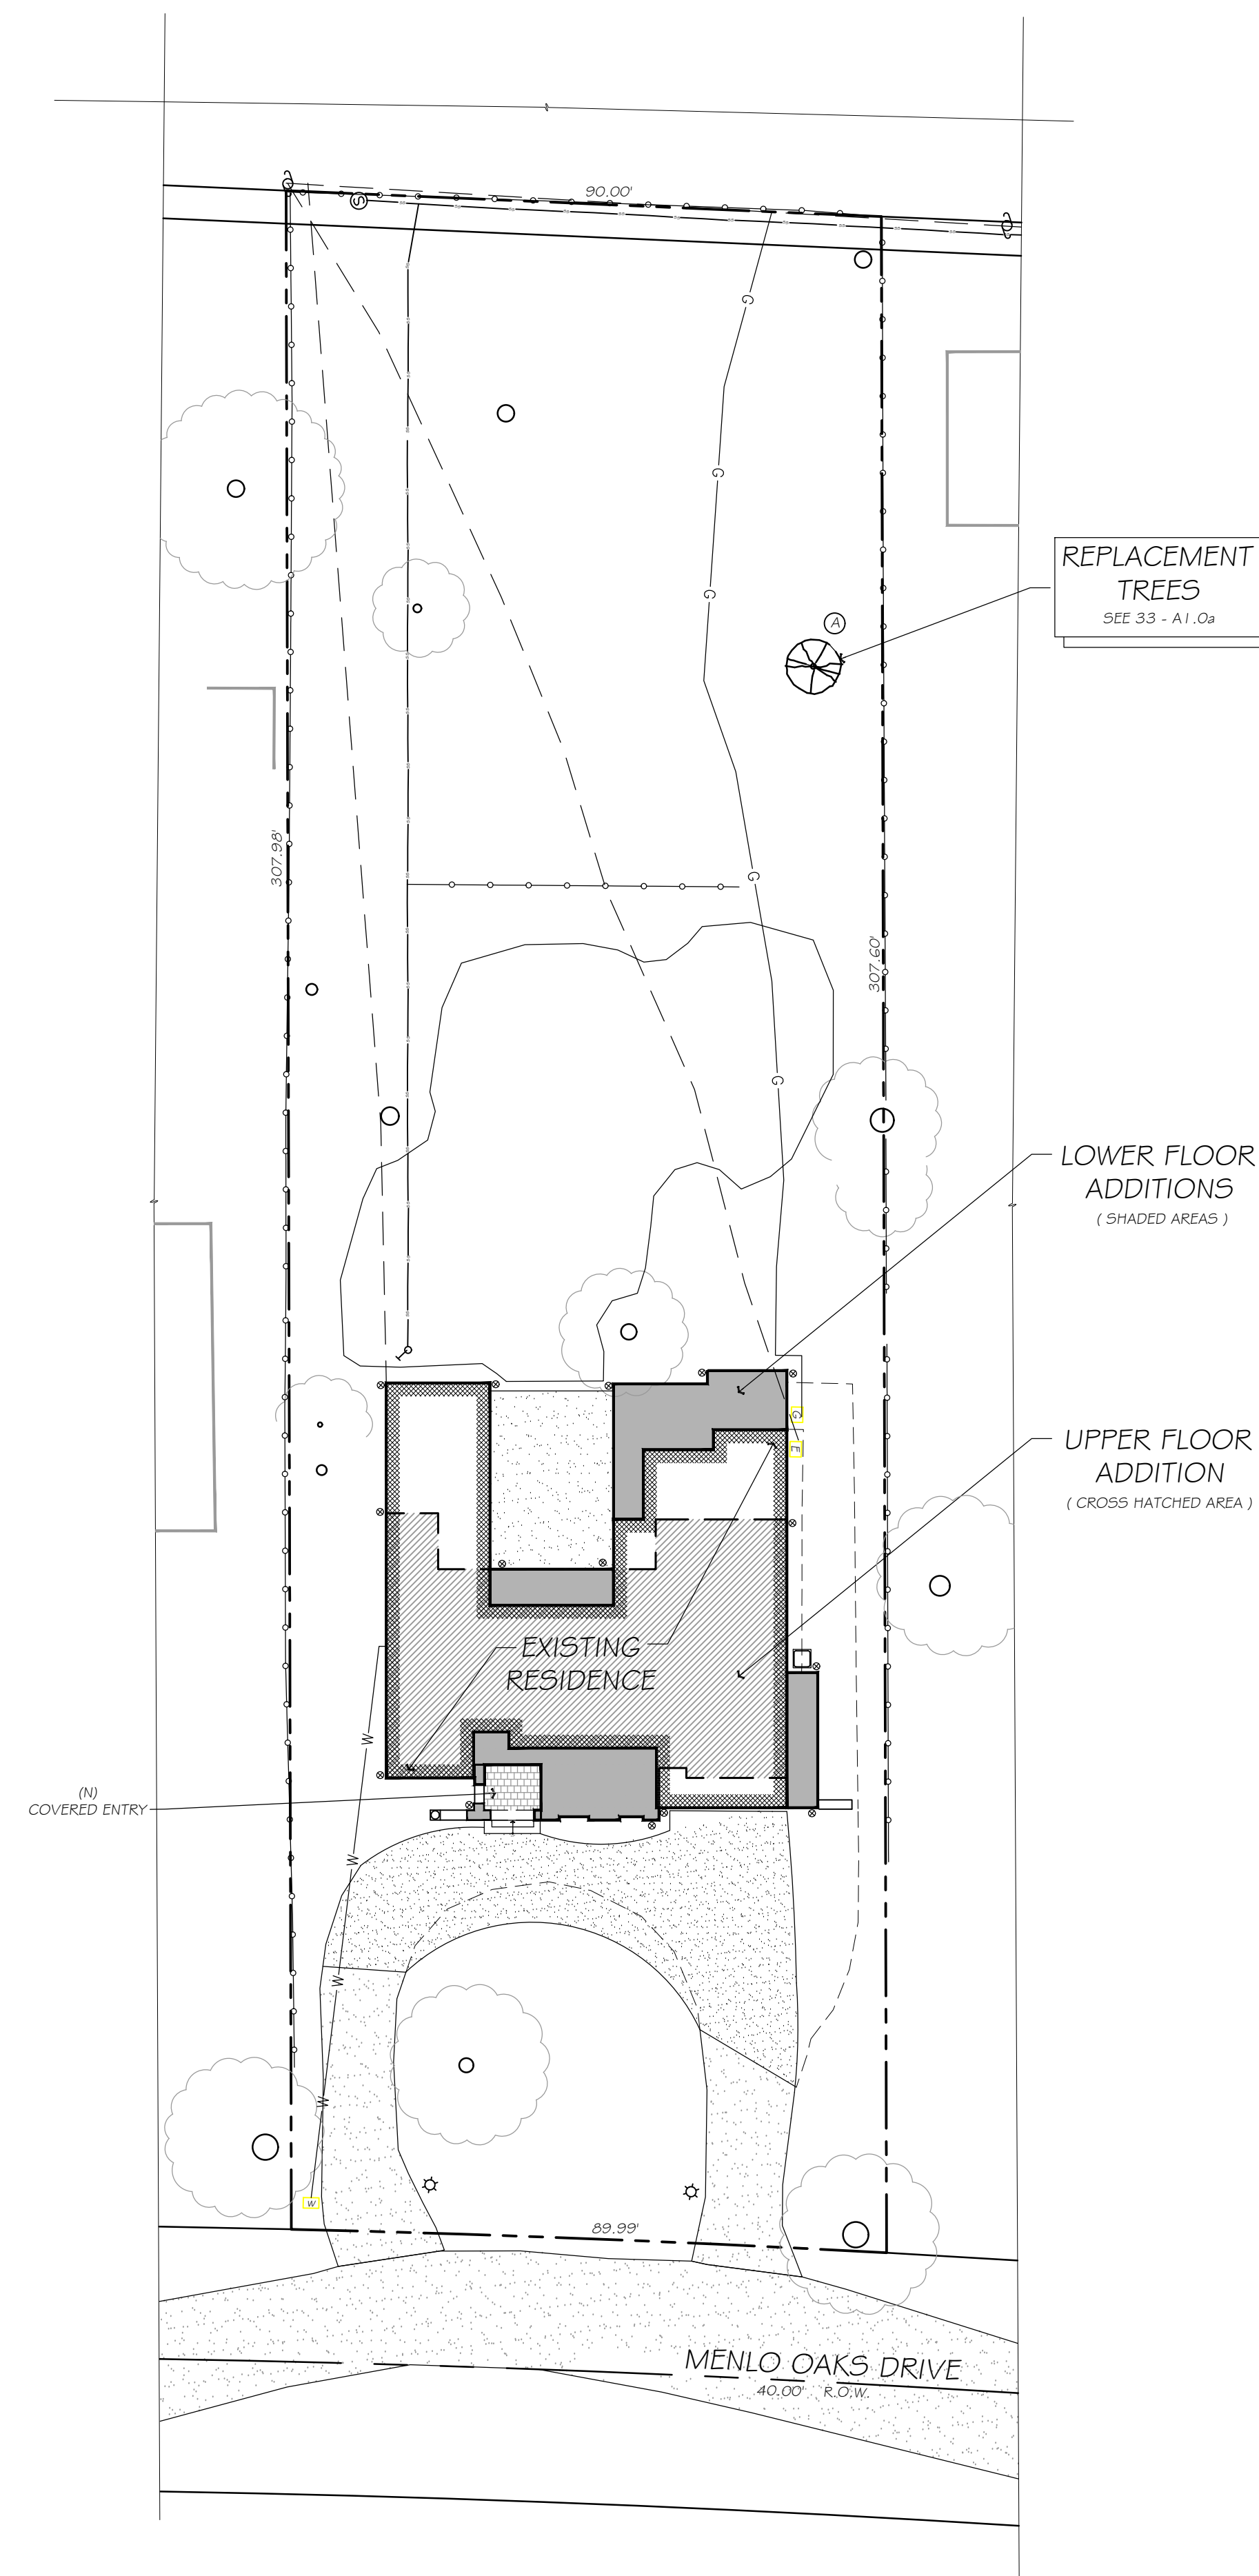 90.00'
S
G
G
G
REPLACEMENT
TREES
SEE 33 - A1.0a
A
307.98'
G
307.60'
G
LOWER FLOOR
ADDITIONS
( SHADED AREAS )
G
E
UPPER FLOOR
ADDITION
( CROSS HATCHED AREA )
EXISTING
RESIDENCE
W
(N)
COVERED ENTRY
W
W
W
W
89.99'
MENLO OAKS DRIVE
40.00' R.O.W.